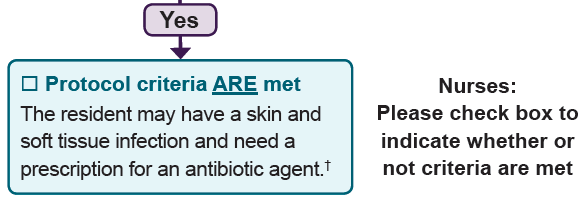 Yes
☐ Protocol criteria ARE met
The resident may have a skin and
soft tissue infection and need a
prescription for an antibiotic agent.†
Nurses:
Please check box to
indicate whether or
not criteria are met